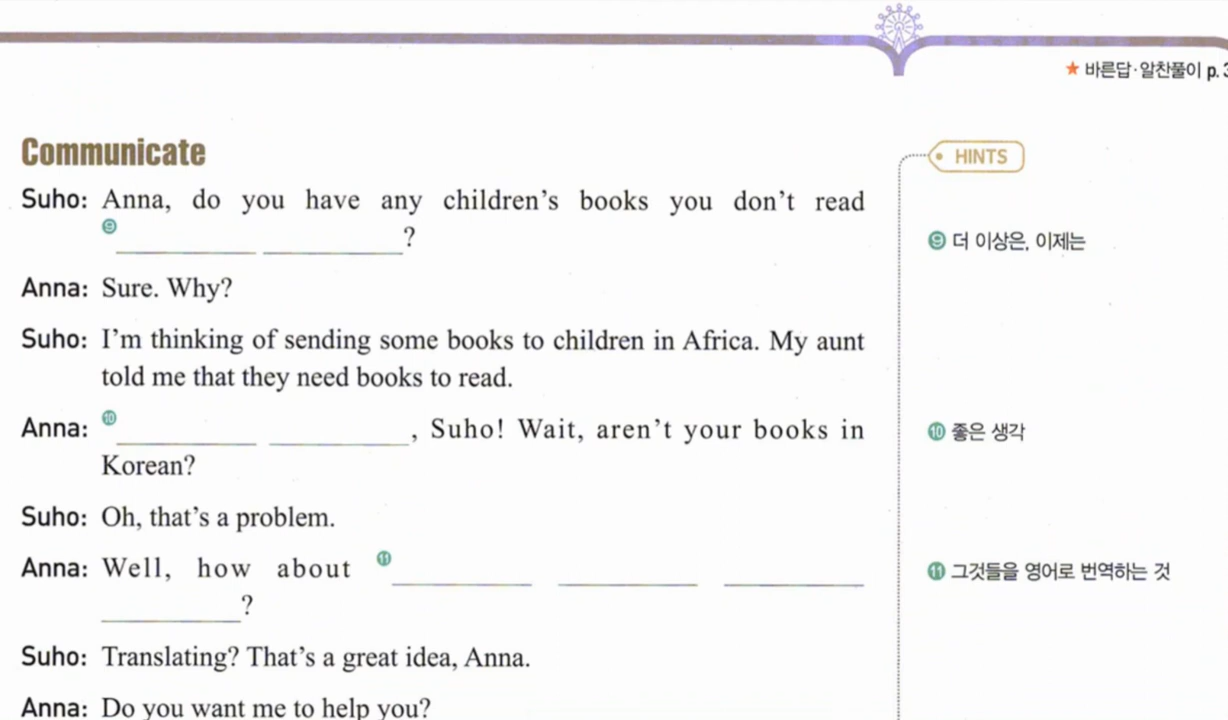 ★ 바른답·알찬풀이 p. 3
Communicate
HINTS
Suho: Anna, do you have any children's books you don't read
⑨ ________ ________?
⑨ 더 이상은, 이제는
Anna: Sure. Why?
Suho: I'm thinking of sending some books to children in Africa. My aunt
told me that they need books to read.
Anna: ⑩ ________ ________, Suho! Wait, aren't your books in
Korean?
⑩ 좋은 생각
Suho: Oh, that's a problem.
Anna: Well, how about ⑪ ________ ________ ________
________?
⑪ 그것들을 영어로 번역하는 것
Suho: Translating? That's a great idea, Anna.
Anna: Do you want me to help you?